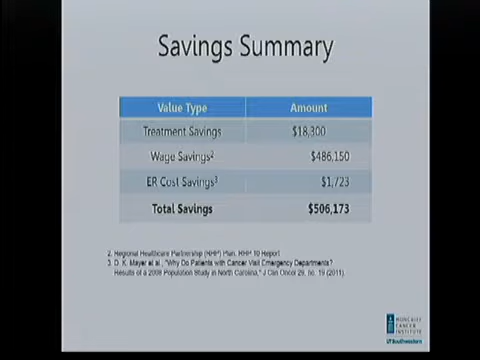 Savings Summary
Value Type Amount
Treatment Savings $18,300
Wage Savings2 $486,150
ER Cost Savings3 $1,723
Total Savings $506,173
2. Regional Healthcare Partnership (RHP) Plan. RHP 10 Report
3. D. K. Mayer et al., "Why Do Patients with Cancer Visit Emergency Departments?
Results of a 2008 Population Study in North Carolina," J Clin Oncol 29, no. 19 (2011).
MONCRIEF
CANCER
INSTITUTE
UTSouthwestern